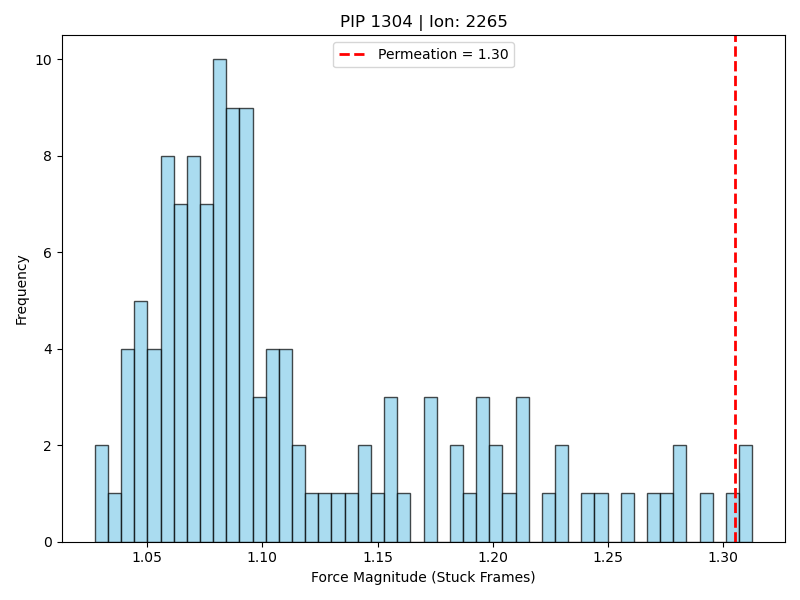 PIP 1304 | Ion: 2265
Permeation = 1.30
Frequency
10
8
6
4
2
0
1.05 1.10 1.15 1.20 1.25 1.30
Force Magnitude (Stuck Frames)